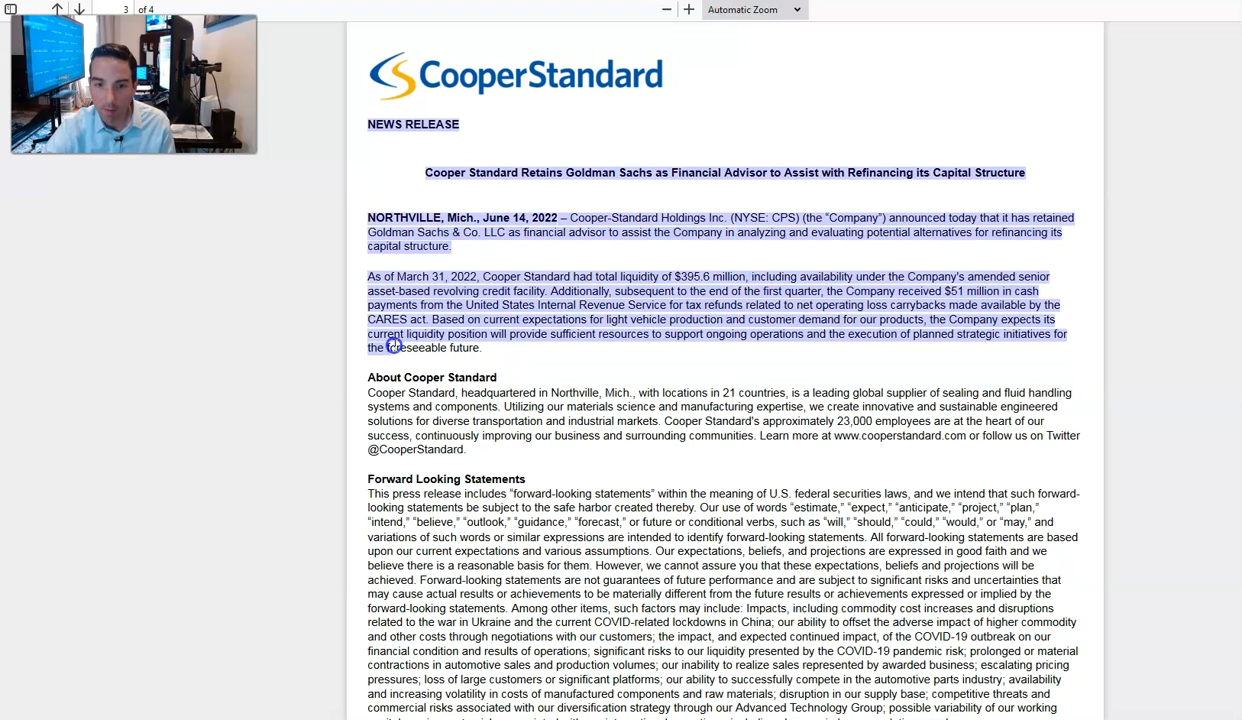 3 of 4
Automatic Zoom
CooperStandard
NEWS RELEASE
Cooper Standard Retains Goldman Sachs as Financial Advisor to Assist with Refinancing its Capital Structure
NORTHVILLE, Mich., June 14, 2022 – Cooper-Standard Holdings Inc. (NYSE: CPS) (the “Company”) announced today that it has retained
Goldman Sachs & Co. LLC as financial advisor to assist the Company in analyzing and evaluating potential alternatives for refinancing its
capital structure.
As of March 31, 2022, Cooper Standard had total liquidity of $395.6 million, including availability under the Company's amended senior
asset-based revolving credit facility. Additionally, subsequent to the end of the first quarter, the Company received $51 million in cash
payments from the United States Internal Revenue Service for tax refunds related to net operating loss carrybacks made available by the
CARES act. Based on current expectations for light vehicle production and customer demand for our products, the Company expects its
current liquidity position will provide sufficient resources to support ongoing operations and the execution of planned strategic initiatives for
the foreseeable future.
About Cooper Standard
Cooper Standard, headquartered in Northville, Mich., with locations in 21 countries, is a leading global supplier of sealing and fluid handling
systems and components. Utilizing our materials science and manufacturing expertise, we create innovative and sustainable engineered
solutions for diverse transportation and industrial markets. Cooper Standard's approximately 23,000 employees are at the heart of our
success, continuously improving our business and surrounding communities. Learn more at www.cooperstandard.com or follow us on Twitter
@CooperStandard.
Forward Looking Statements
This press release includes “forward-looking statements” within the meaning of U.S. federal securities laws, and we intend that such forward-
looking statements be subject to the safe harbor created thereby. Our use of words “estimate,” “expect,” “anticipate,” “project,” “plan,”
“intend,” “believe,” “outlook,” “guidance,” “forecast,” or future or conditional verbs, such as “will,” “should,” “could,” “would,” or “may,” and
variations of such words or similar expressions are intended to identify forward-looking statements. All forward-looking statements are based
upon our current expectations and various assumptions. Our expectations, beliefs, and projections are expressed in good faith and we
believe there is a reasonable basis for them. However, we cannot assure you that these expectations, beliefs and projections will be
achieved. Forward-looking statements are not guarantees of future performance and are subject to significant risks and uncertainties that
may cause actual results or achievements to be materially different from the future results or achievements expressed or implied by the
forward-looking statements. Among other items, such factors may include: Impacts, including commodity cost increases and disruptions
related to the war in Ukraine and the current COVID-related lockdowns in China; our ability to offset the adverse impact of higher commodity
and other costs through negotiations with our customers; the impact, and expected continued impact, of the COVID-19 outbreak on our
financial condition and results of operations; significant risks to our liquidity presented by the COVID-19 pandemic risk; prolonged or material
contractions in automotive sales and production volumes; our inability to realize sales represented by awarded business; escalating pricing
pressures; loss of large customers or significant platforms; our ability to successfully compete in the automotive parts industry; availability
and increasing volatility in costs of manufactured components and raw materials; disruption in our supply base; competitive threats and
commercial risks associated with our diversification strategy through our Advanced Technology Group; possible variability of our working